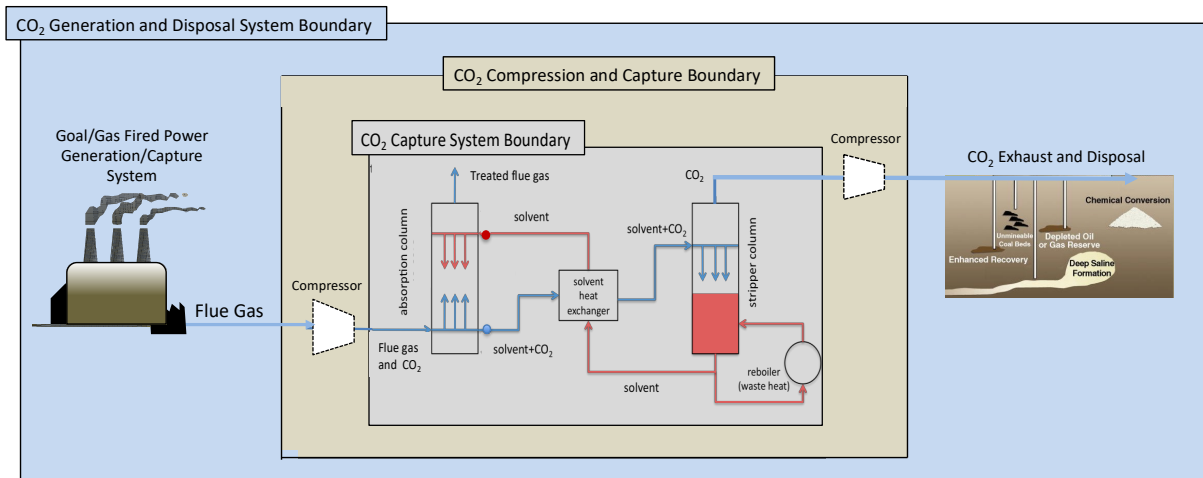 CO₂ Generation and Disposal System Boundary
CO₂ Compression and Capture Boundary
Goal/Gas Fired Power
Generation/Capture
System
CO₂ Capture System Boundary
Compressor
CO₂ Exhaust and Disposal
Treated flue gas
CO₂
solvent
solvent+CO₂
absorption column
stripper column
solvent
heat
exchanger
Compressor
Flue Gas
Flue gas
and CO₂
solvent+CO₂
solvent
reboiler
(waste heat)
Chemical Conversion
Unmineable
Coal Beds
Depleted Oil
or Gas Reserve
Enhanced Recovery
Deep Saline
Formation